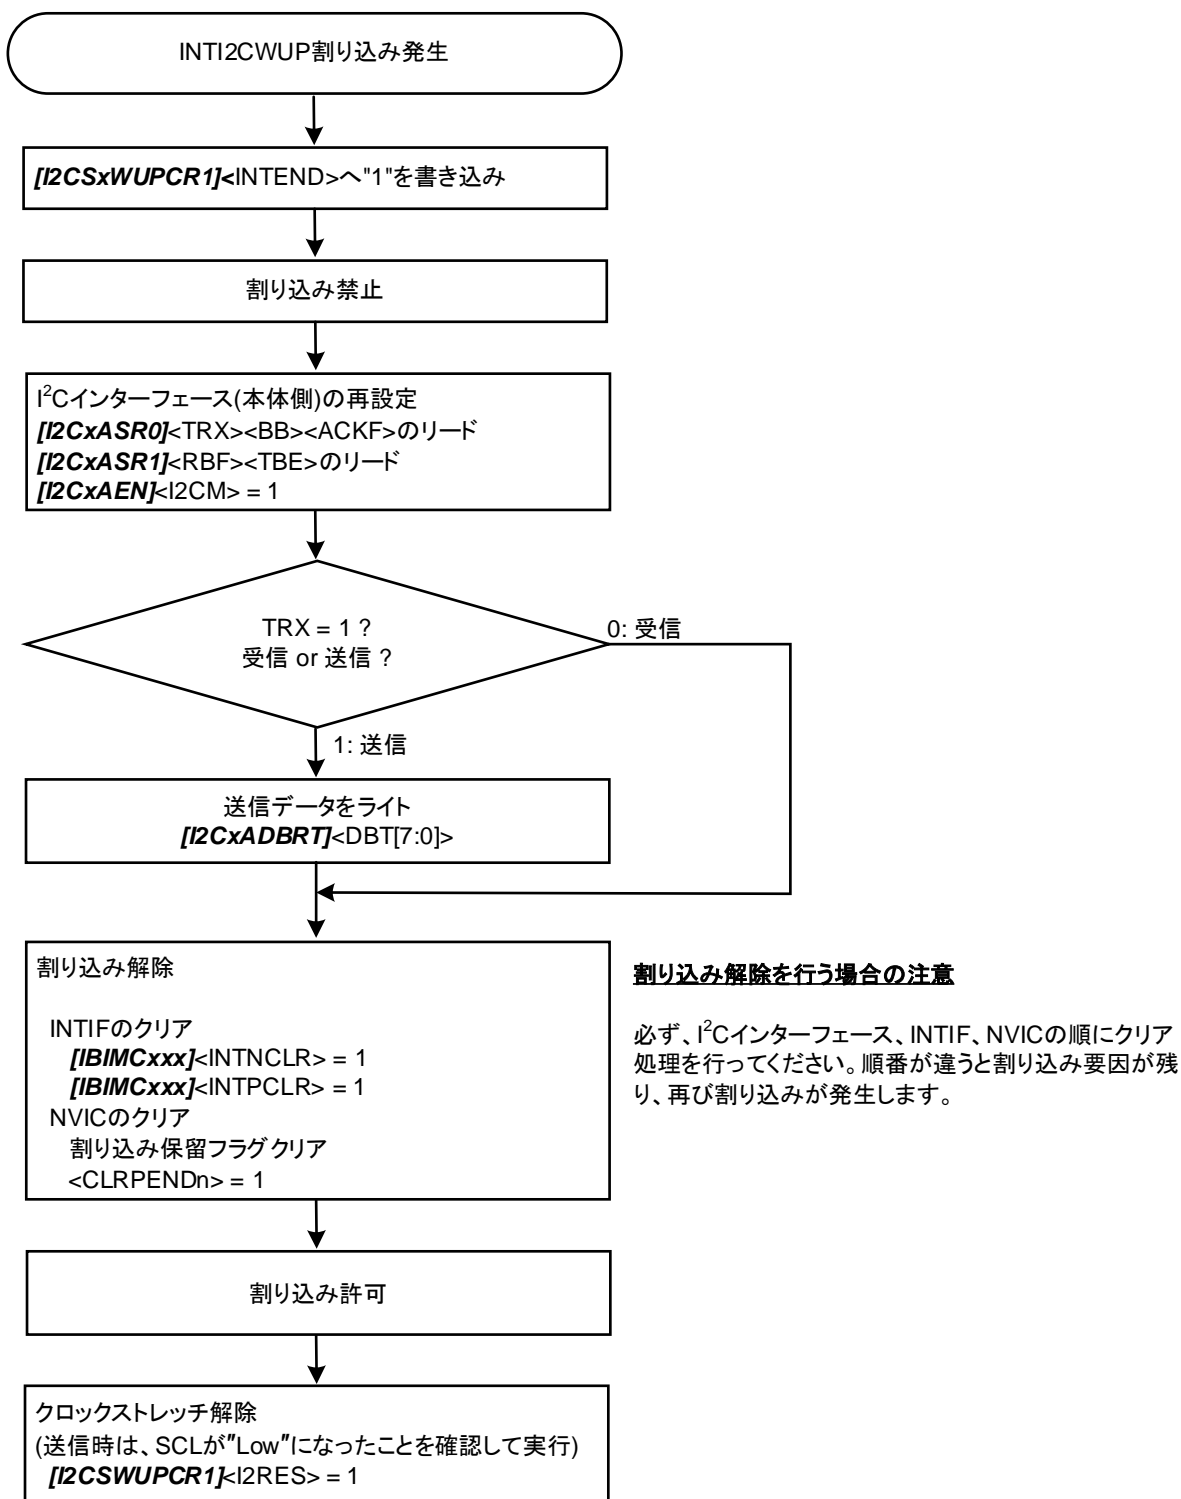 INTI2CWUP割り込み発生
[I2CSxWUPCR1]<INTEND>へ"1"を書き込み
割り込み禁止
I²Cインターフェース(本体側)の再設定
[I2CxASR0]<TRX><BB><ACKF>のリード
[I2CxASR1]<RBF><TBE>のリード
[I2CxAEN]<I2CM> = 1
TRX = 1 ?
受信 or 送信 ?
0: 受信
1: 送信
送信データをライト
[I2CxADBRT]<DBT[7:0]>
割り込み解除
INTIFのクリア
[IBIMCxxx]<INTNCLR> = 1
[IBIMCxxx]<INTPCLR> = 1
NVICのクリア
割り込み保留フラグクリア
<CLRPENDn> = 1
割り込み解除を行う場合の注意
必ず、I²Cインターフェース、INTIF、NVICの順にクリア
処理を行ってください。順番が違うと割り込み要因が残
り、再び割り込みが発生します。
割り込み許可
クロックストレッチ解除
(送信時は、SCLが"Low"になったことを確認して実行)
[I2CSWUPCR1]<I2RES> = 1